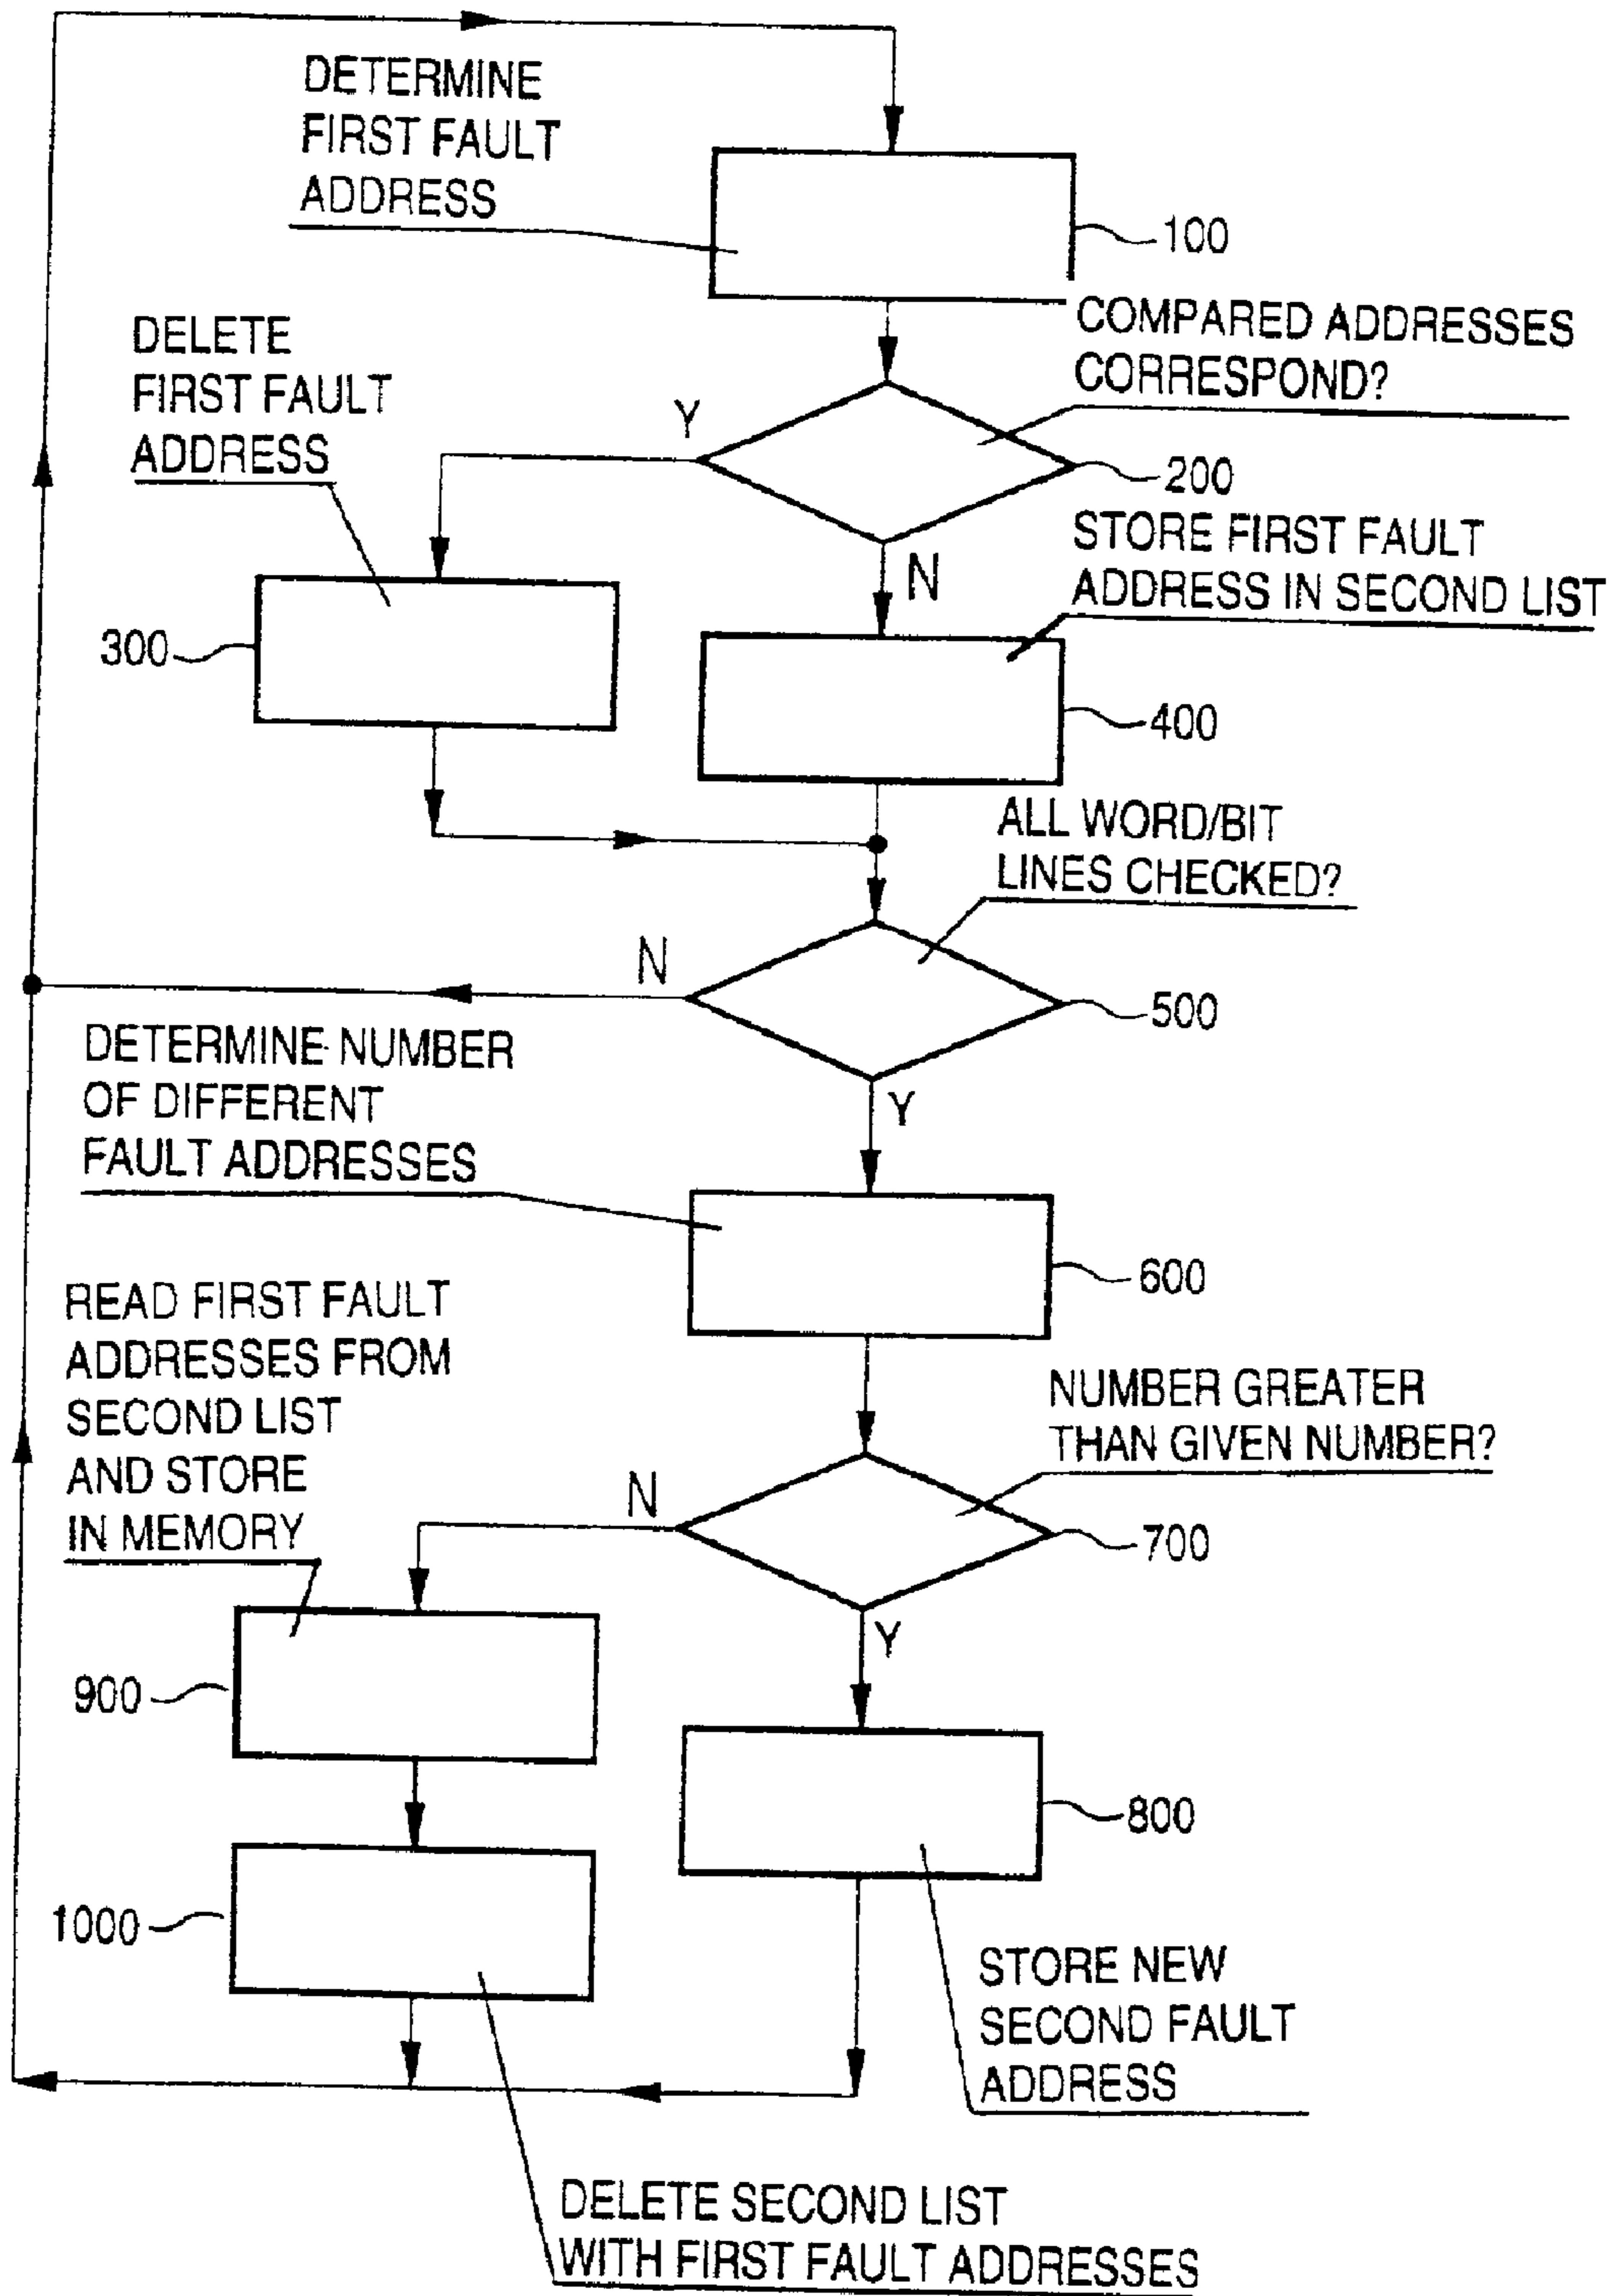 DETERMINE
FIRST FAULT
ADDRESS
100
COMPARED ADDRESSES
CORRESPOND?
DELETE
FIRST FAULT
ADDRESS
Y
200
STORE FIRST FAULT
ADDRESS IN SECOND LIST
N
300
400
ALL WORD/BIT
LINES CHECKED?
N
500
DETERMINE NUMBER
OF DIFFERENT
FAULT ADDRESSES
Y
600
READ FIRST FAULT
ADDRESSES FROM
SECOND LIST
AND STORE
IN MEMORY
NUMBER GREATER
THAN GIVEN NUMBER?
N
700
Y
900
800
1000
STORE NEW
SECOND FAULT
ADDRESS
DELETE SECOND LIST
WITH FIRST FAULT ADDRESSES